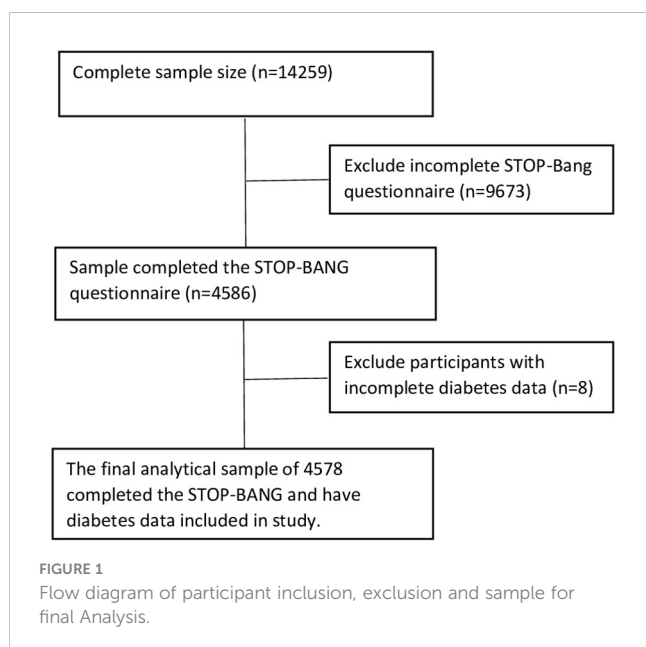 Complete sample size (n=14259)
Exclude incomplete STOP-Bang
questionnaire (n=9673)
Sample completed the STOP-BANG
questionnaire (n=4586)
Exclude participants with
incomplete diabetes data (n=8)
The final analytical sample of 4578
completed the STOP-BANG and have
diabetes data included in study.
FIGURE 1
Flow diagram of participant inclusion, exclusion and sample for
final Analysis.